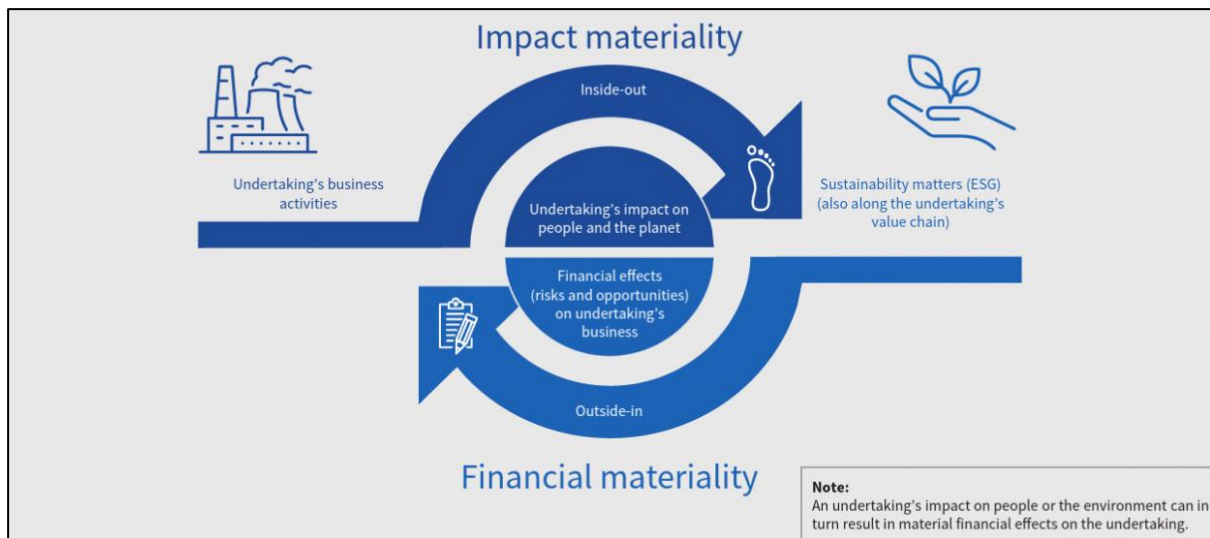 Impact materiality
Inside-out
Undertaking's business
activities
Sustainability matters (ESG)
(also along the undertaking's
value chain)
Undertaking's impact on
people and the planet
Financial effects
(risks and opportunities)
on undertaking's
business
Outside-in
Financial materiality
Note:
An undertaking's impact on people or the environment can in
turn result in material financial effects on the undertaking.